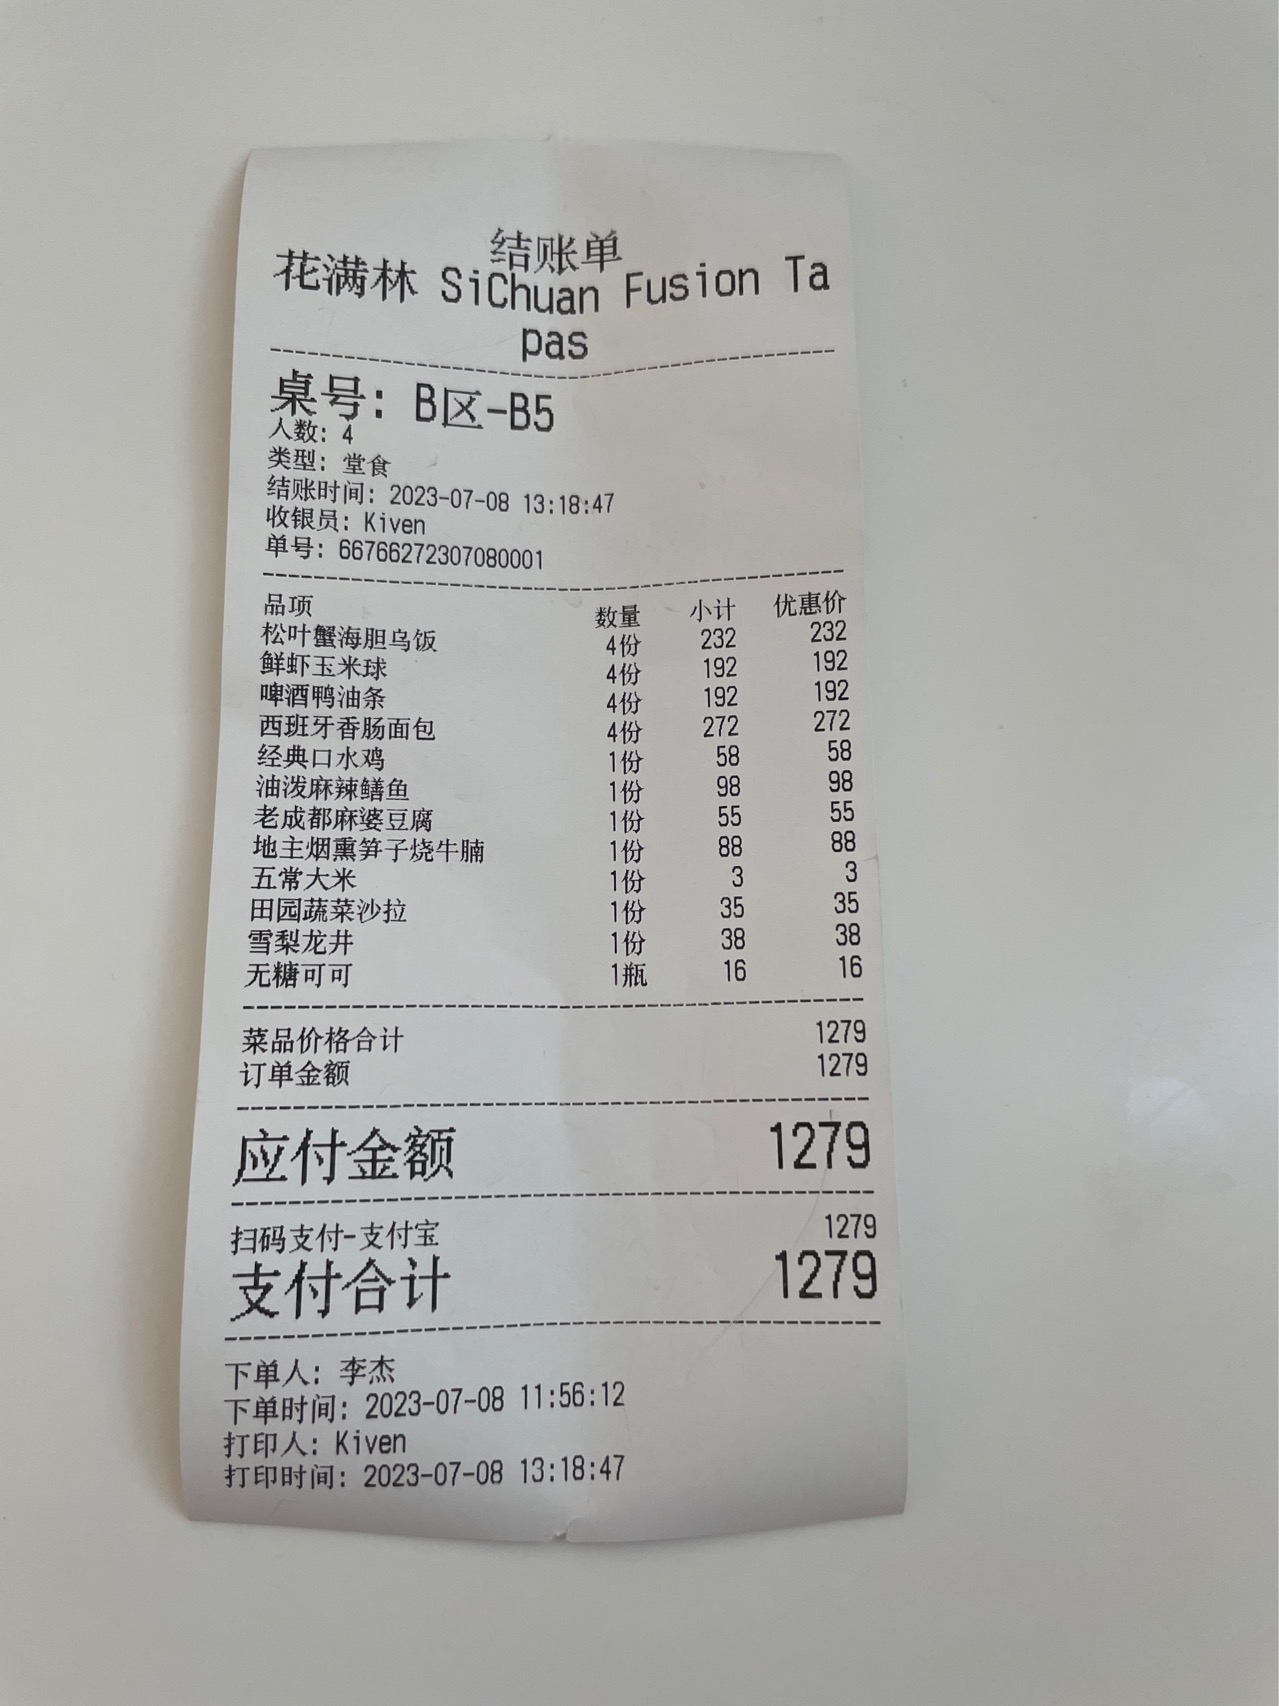 结账单
花满林 SiChuan Fusion Ta
pas
桌号: B区-B5
人数: 4
类型: 堂食
结账时间: 2023-07-08 13:18:47
收银员: Kiven
单号: 66766272307080001
品项 数量 小计 优惠价
松叶蟹海胆乌饭 4份 232 232
鲜虾玉米球 4份 192 192
啤酒鸭油条 4份 192 192
西班牙香肠面包 4份 272 272
经典口水鸡 1份 58 58
油泼麻辣鳝鱼 1份 98 98
老成都麻婆豆腐 1份 55 55
地主烟熏笋子烧牛腩 1份 88 88
五常大米 1份 3 3
田园蔬菜沙拉 1份 35 35
雪梨龙井 1份 38 38
无糖可可 1瓶 16 16
菜品价格合计 1279
订单金额 1279
应付金额 1279
扫码支付-支付宝 1279
支付合计 1279
下单人: 李杰
下单时间: 2023-07-08 11:56:12
打印人: Kiven
打印时间: 2023-07-08 13:18:47